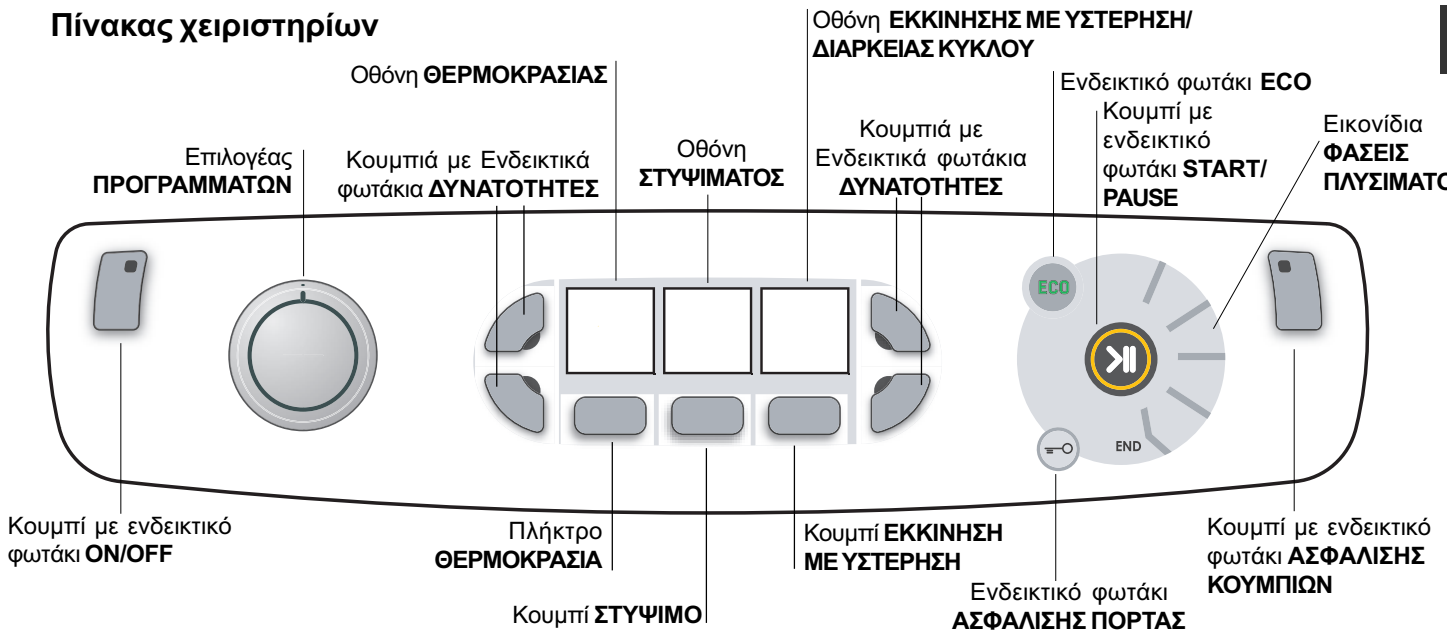 Πίνακας χειριστηρίων
Οθόνη ΕΚΚΙΝΗΣΗΣ ΜΕ ΥΣΤΕΡΗΣΗ/
ΔΙΑΡΚΕΙΑΣ ΚΥΚΛΟΥ
Οθόνη ΘΕΡΜΟΚΡΑΣΙΑΣ
Ενδεικτικό φωτάκι ECO
Επιλογέας
ΠΡΟΓΡΑΜΜΑΤΩΝ
Κουμπιά με Ενδεικτικά
φωτάκια ΔΥΝΑΤΟΤΗΤΕΣ
Οθόνη
ΣΤΥΨΙΜΑΤΟΣ
Κουμπιά με
Ενδεικτικά φωτάκια
ΔΥΝΑΤΟΤΗΤΕΣ
Κουμπί με
ενδεικτικό
φωτάκι START/
PAUSE
Εικονίδια
ΦΑΣΕΙΣ
ΠΛΥΣΙΜΑΤΟ
ECO
END
Κουμπί με ενδεικτικό
φωτάκι ON/OFF
Πλήκτρο
ΘΕΡΜΟΚΡΑΣΙΑ
Κουμπί ΣΤΥΨΙΜΟ
Κουμπί ΕΚΚΙΝΗΣΗ
ΜΕ ΥΣΤΕΡΗΣΗ
Ενδεικτικό φωτάκι
ΑΣΦΑΛΙΣΗΣ ΠΟΡΤΑΣ
Κουμπί με ενδεικτικό
φωτάκι ΑΣΦΑΛΙΣΗΣ
ΚΟΥΜΠΙΩΝ